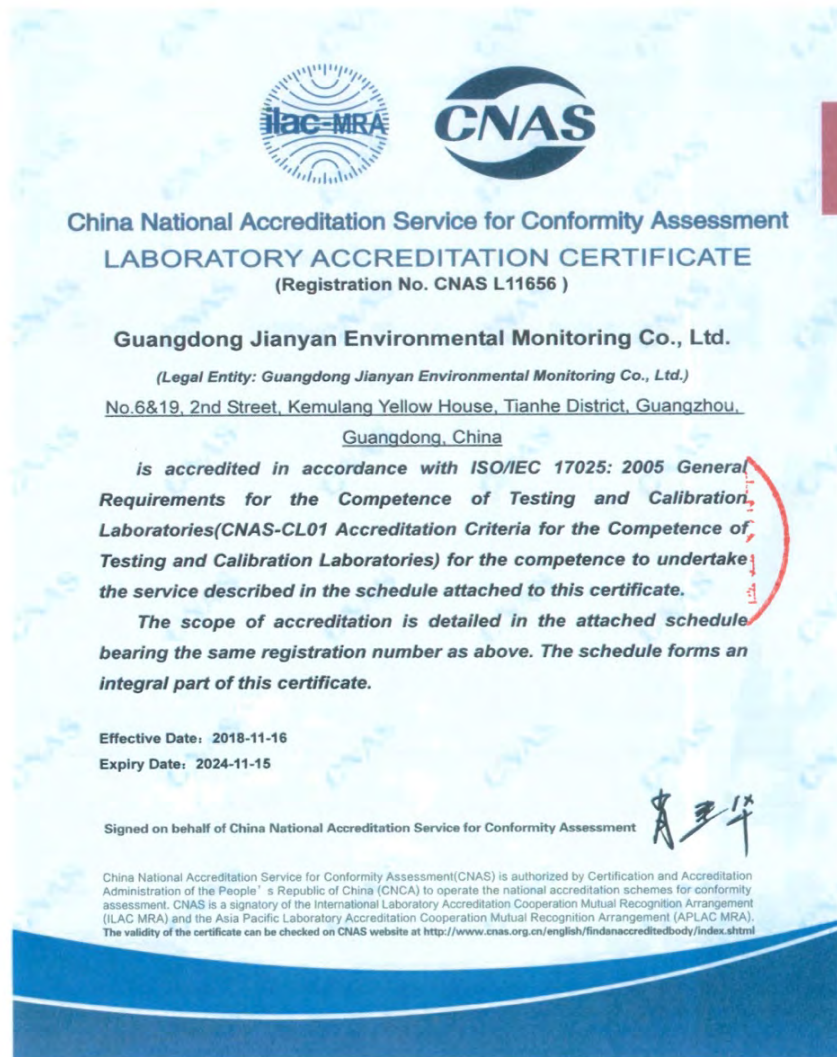 ilac-MRA
CNAS
China National Accreditation Service for Conformity Assessment
LABORATORY ACCREDITATION CERTIFICATE
(Registration No. CNAS L11656 )
Guangdong Jianyan Environmental Monitoring Co., Ltd.
(Legal Entity: Guangdong Jianyan Environmental Monitoring Co., Ltd.)
No.6&19, 2nd Street, Kemulang Yellow House, Tianhe District, Guangzhou,
Guangdong, China
is accredited in accordance with ISO/IEC 17025: 2005 General
Requirements for the Competence of Testing and Calibration
Laboratories(CNAS-CL01 Accreditation Criteria for the Competence of
Testing and Calibration Laboratories) for the competence to undertake
the service described in the schedule attached to this certificate.
The scope of accreditation is detailed in the attached schedule
bearing the same registration number as above. The schedule forms an
integral part of this certificate.
Effective Date: 2018-11-16
Expiry Date: 2024-11-15
Signed on behalf of China National Accreditation Service for Conformity Assessment
China National Accreditation Service for Conformity Assessment(CNAS) is authorized by Certification and Accreditation
Administration of the People's Republic of China (CNCA) to operate the national accreditation schemes for conformity
assessment. CNAS is a signatory of the International Laboratory Accreditation Cooperation Mutual Recognition Arrangement
(ILAC MRA) and the Asia Pacific Laboratory Accreditation Cooperation Mutual Recognition Arrangement (APLAC MRA).
The validity of the certificate can be checked on CNAS website at http://www.cnas.org.cn/english/findanaccreditedbody/index.shtml